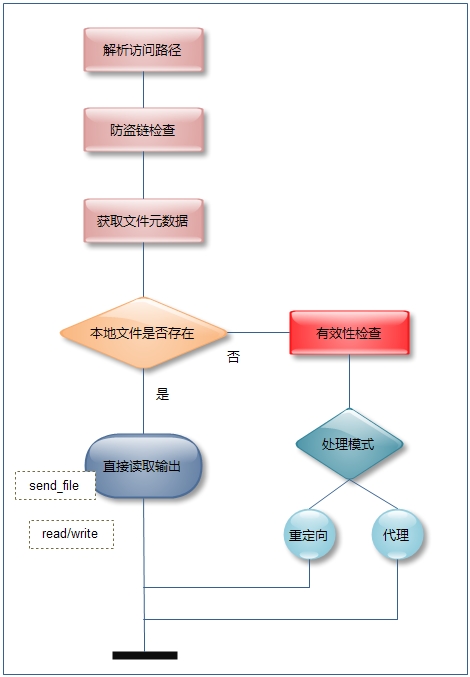 解析访问路径
防盗链检查
获取文件元数据
本地文件是否存在
有效性检查
否
是
处理模式
直接读取输出
send_file
read/write
重定向
代理